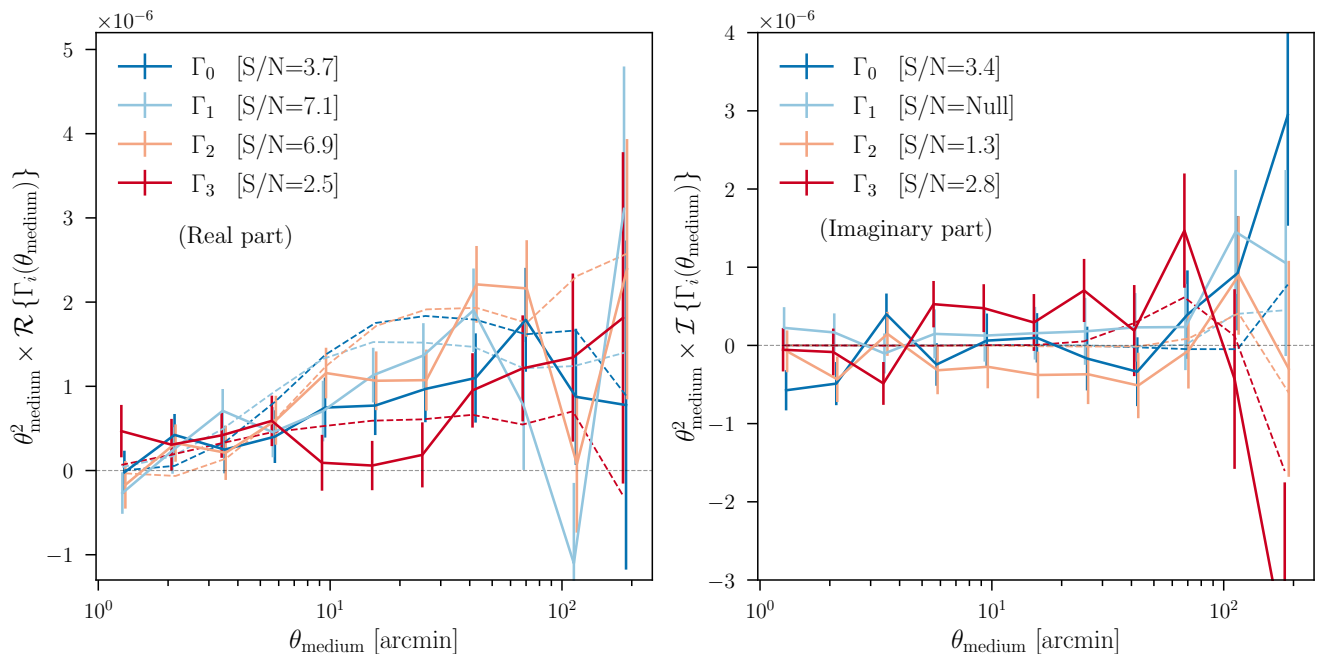 ×10⁻⁶
5
4
3
2
1
0
−1
θ²medium × R {Γi(θmedium)}
Γ0 [S/N=3.7]
Γ1 [S/N=7.1]
Γ2 [S/N=6.9]
Γ3 [S/N=2.5]
(Real part)
10⁰ 10¹ 10²
θmedium [arcmin]
×10⁻⁶
4
3
2
1
0
−1
−2
−3
θ²medium × I {Γi(θmedium)}
Γ0 [S/N=3.4]
Γ1 [S/N=Null]
Γ2 [S/N=1.3]
Γ3 [S/N=2.8]
(Imaginary part)
10⁰ 10¹ 10²
θmedium [arcmin]